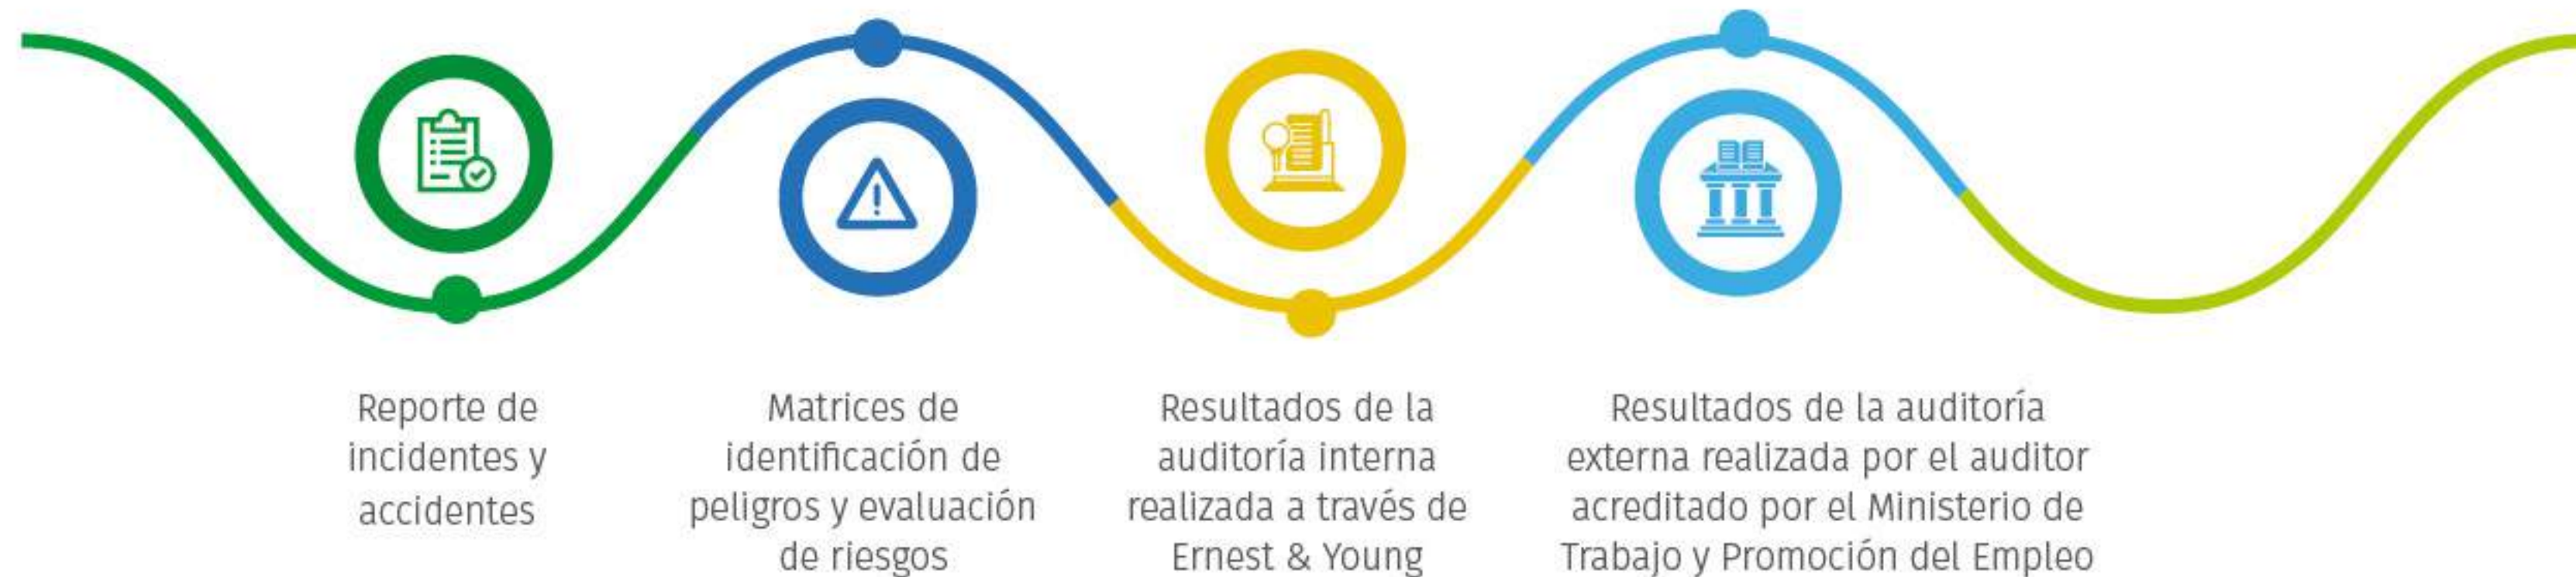 Reporte de
incidentes y
accidentes
Matrices de
identificación de
peligros y evaluación
de riesgos
Resultados de la
auditoría interna
realizada a través de
Ernest & Young
Resultados de la auditoría
externa realizada por el auditor
acreditado por el Ministerio de
Trabajo y Promoción del Empleo